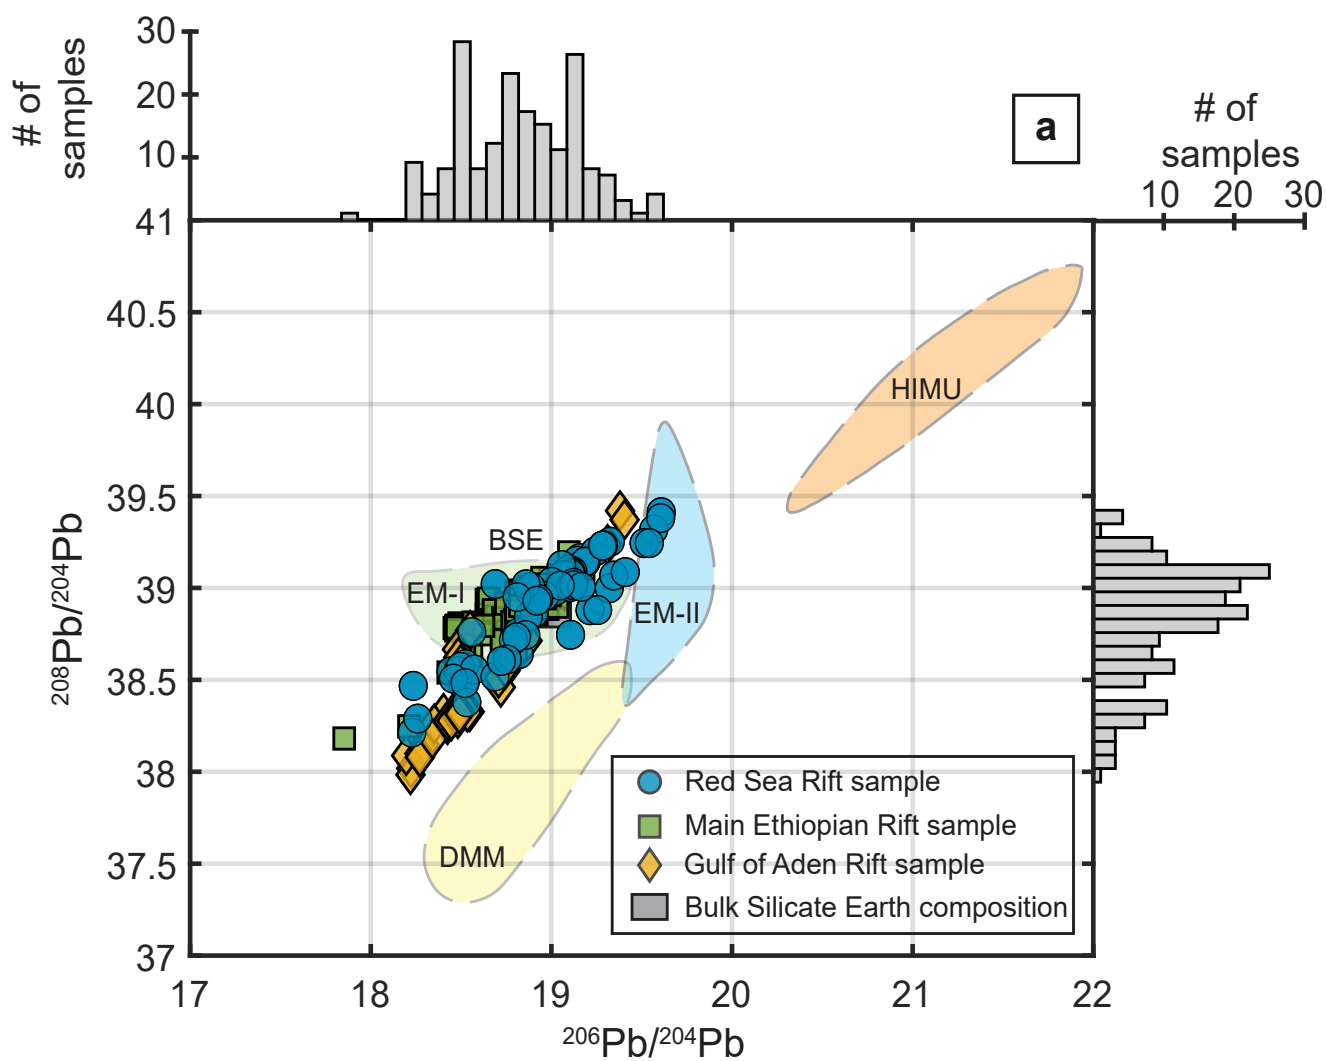 30
20
10
# of
samples
a
# of
samples
10 20 30
41
40.5
40
39.5
39
38.5
38
37.5
37
208Pb/204Pb
HIMU
BSE
EM-I
EM-II
DMM
Red Sea Rift sample
Main Ethiopian Rift sample
Gulf of Aden Rift sample
Bulk Silicate Earth composition
17 18 19 20 21 22
206Pb/204Pb